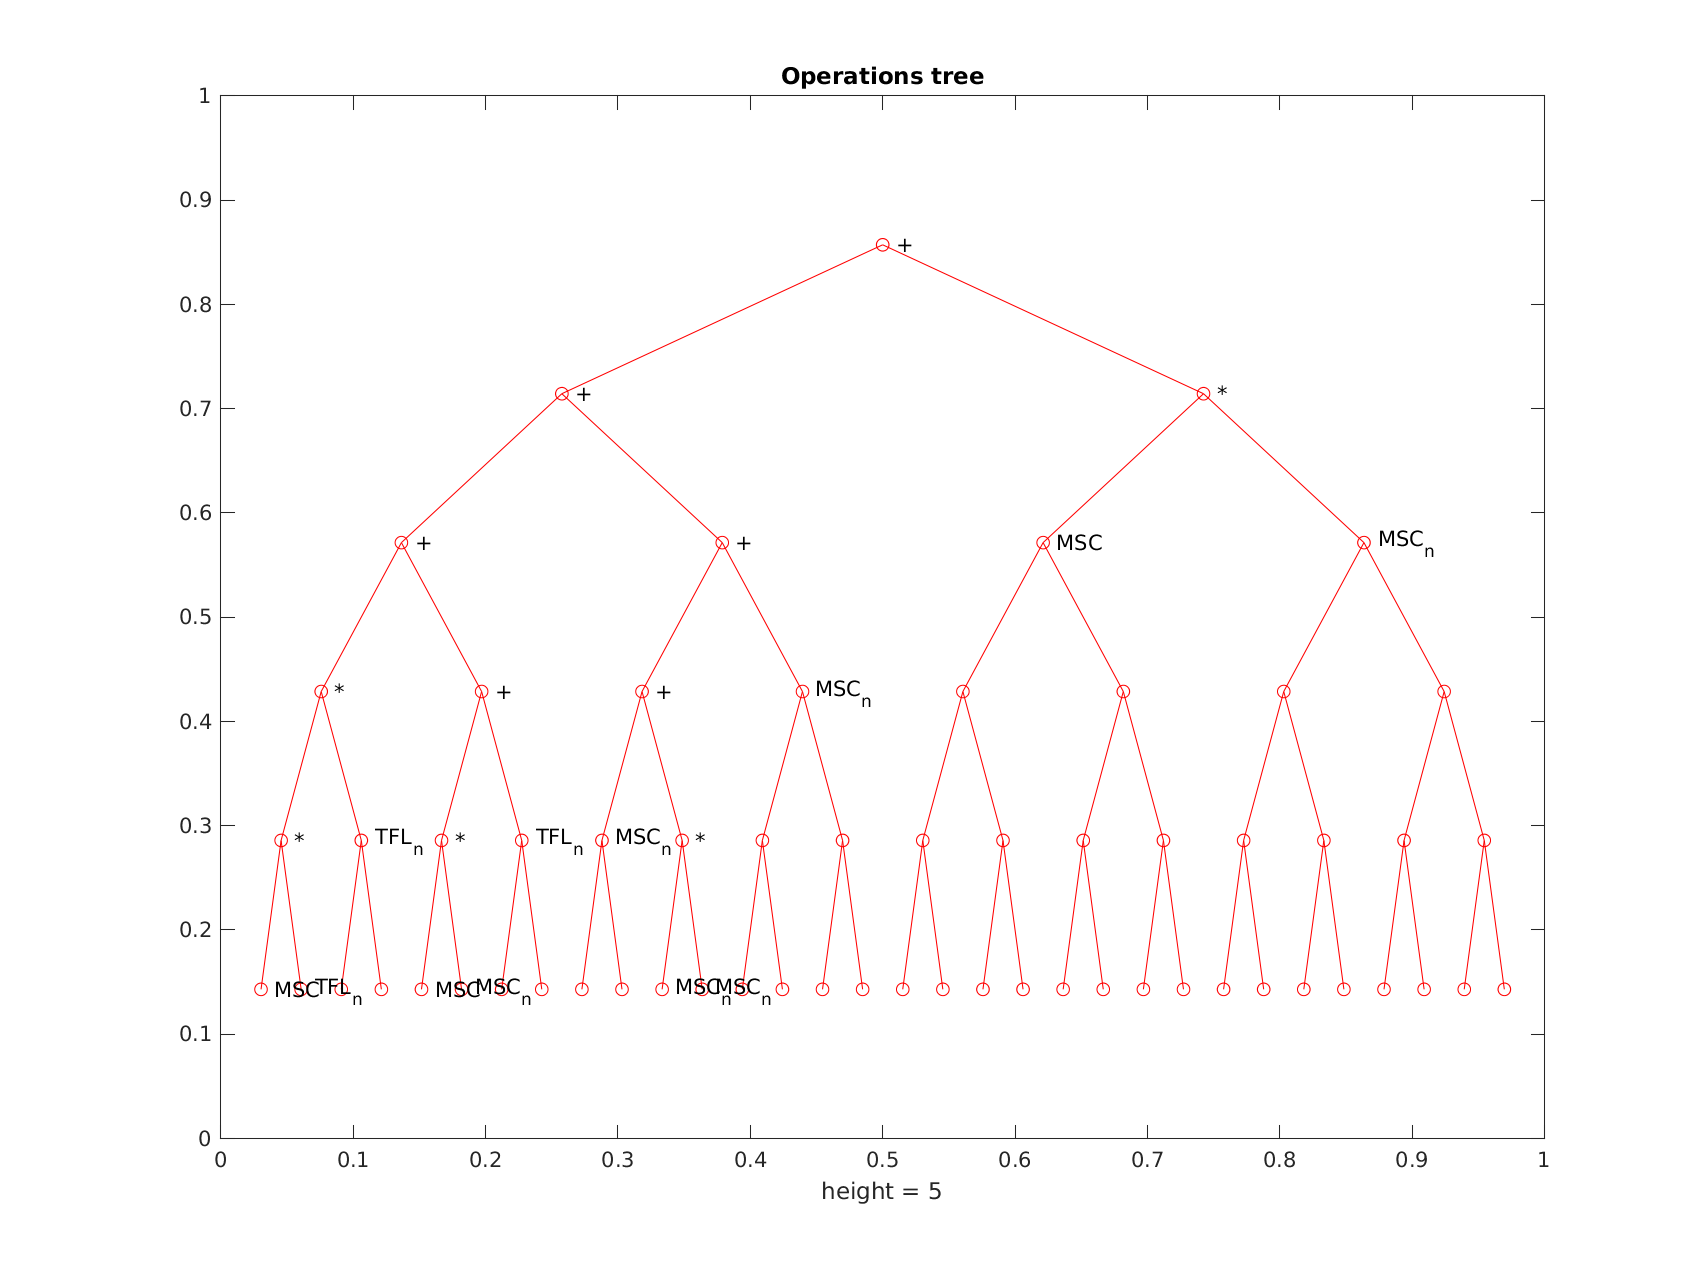 Operations tree
1
0.9
+
0.8
+ *
0.7
0.6
+ + MSC MSCn
0.5
* + + MSCn
0.4
0.3
* TFLn * TFLn MSCn *
0.2
MSC TFLn MSC MSCn MSCn MSCn
0.1
0
0 0.1 0.2 0.3 0.4 0.5 0.6 0.7 0.8 0.9 1
height = 5